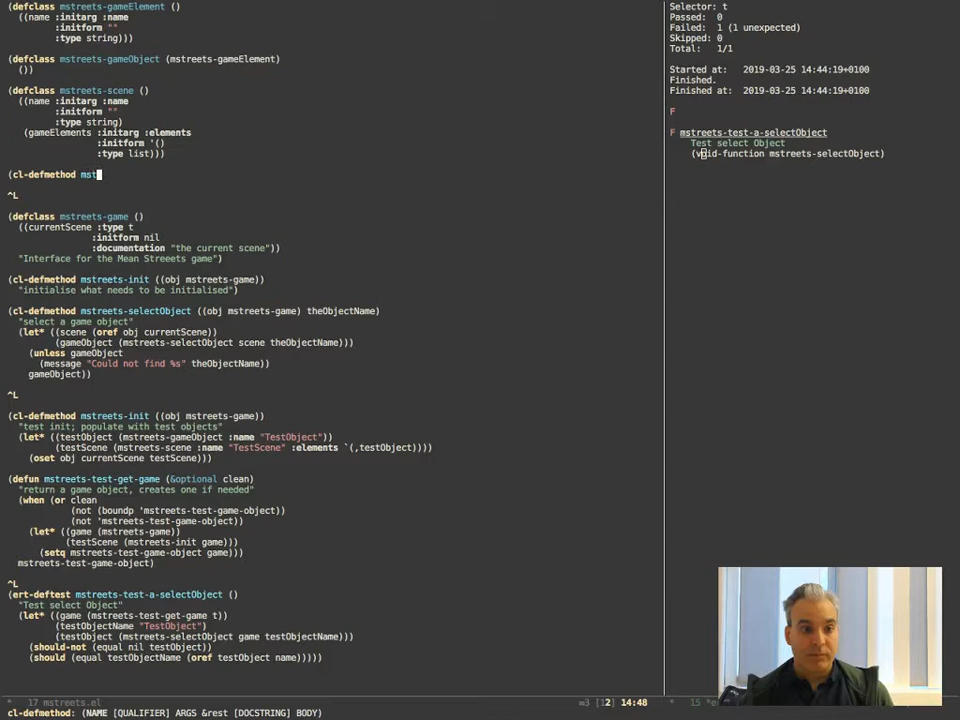 (defclass mstreets-gameElement ()
((name :initarg :name
:initform ""
:type string)))
(defclass mstreets-gameObject (mstreets-gameElement)
())
(defclass mstreets-scene ()
((name :initarg :name
:initform ""
:type string)
(gameElements :initarg :elements
:initform '()
:type list)))
(cl-defmethod mst
^L
(defclass mstreets-game ()
((currentScene :type t
:initform nil
:documentation "the current scene"))
"Interface for the Mean Streeets game")
(cl-defmethod mstreets-init ((obj mstreets-game))
"initialise what needs to be initialised")
(cl-defmethod mstreets-selectObject ((obj mstreets-game) theObjectName)
"select a game object"
(let* ((scene (oref obj currentScene))
(gameObject (mstreets-selectObject scene theObjectName)))
(unless gameObject
(message "Could not find %s" theObjectName))
gameObject))
^L
(cl-defmethod mstreets-init ((obj mstreets-game))
"test init; populate with test objects"
(let* ((testObject (mstreets-gameObject :name "TestObject"))
(testScene (mstreets-scene :name "TestScene" :elements `(,testObject))))
(oset obj currentScene testScene)))
(defun mstreets-test-get-game (&optional clean)
"return a game object, creates one if needed"
(when (or clean
(not (boundp 'mstreets-test-game-object))
(not 'mstreets-test-game-object))
(let* ((game (mstreets-game))
(testScene (mstreets-init game)))
(setq mstreets-test-game-object game)))
mstreets-test-game-object)
^L
(ert-deftest mstreets-test-a-selectObject ()
"Test select Object"
(let* ((game (mstreets-test-get-game t))
(testObjectName "TestObject")
(testObject (mstreets-selectObject game testObjectName)))
(should-not (equal nil testObject))
(should (equal testObjectName (oref testObject name)))))
* 17 mstreets.el ≡3 [12] 14:48
cl-defmethod: (NAME [QUALIFIER] ARGS &rest [DOCSTRING] BODY)
Selector: t
Passed: 0
Failed: 1 (1 unexpected)
Skipped: 0
Total: 1/1
Started at: 2019-03-25 14:44:19+0100
Finished.
Finished at: 2019-03-25 14:44:19+0100
F
F mstreets-test-a-selectObject
Test select Object
(void-function mstreets-selectObject)
* 15